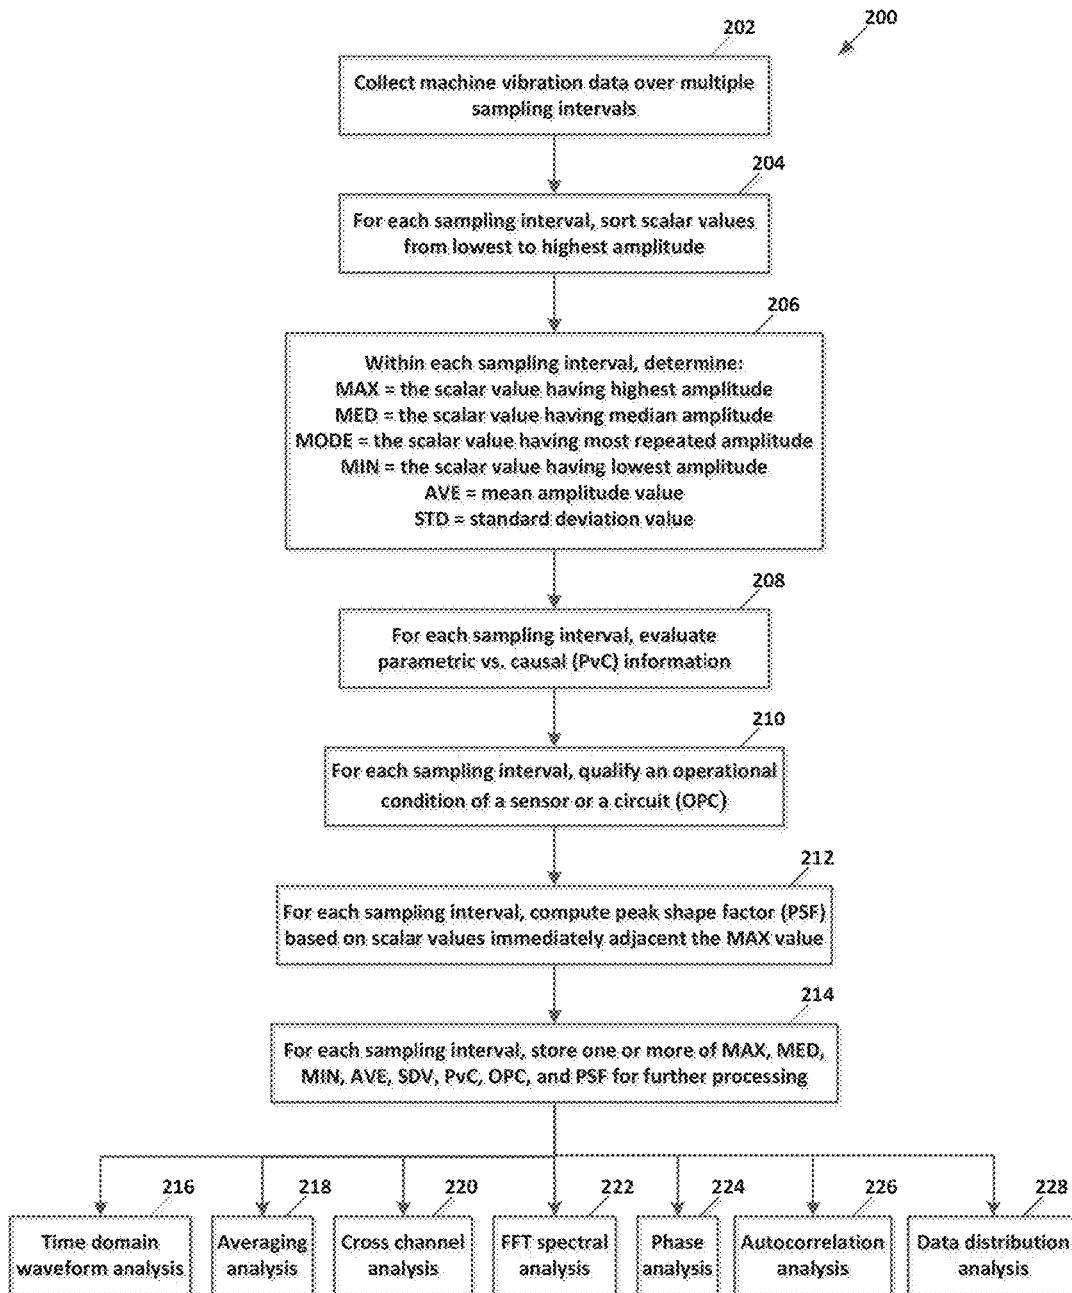 200
202
Collect machine vibration data over multiple
sampling intervals
204
For each sampling interval, sort scalar values
from lowest to highest amplitude
206
Within each sampling interval, determine:
MAX = the scalar value having highest amplitude
MED = the scalar value having median amplitude
MODE = the scalar value having most repeated amplitude
MIN = the scalar value having lowest amplitude
AVE = mean amplitude value
STD = standard deviation value
208
For each sampling interval, evaluate
parametric vs. causal (PvC) information
210
For each sampling interval, qualify an operational
condition of a sensor or a circuit (OPC)
212
For each sampling interval, compute peak shape factor (PSF)
based on scalar values immediately adjacent the MAX value
214
For each sampling interval, store one or more of MAX, MED,
MIN, AVE, SDV, PvC, OPC, and PSF for further processing
216
Time domain
waveform analysis
218
Averaging
analysis
220
Cross channel
analysis
222
FFT spectral
analysis
224
Phase
analysis
226
Autocorrelation
analysis
228
Data distribution
analysis